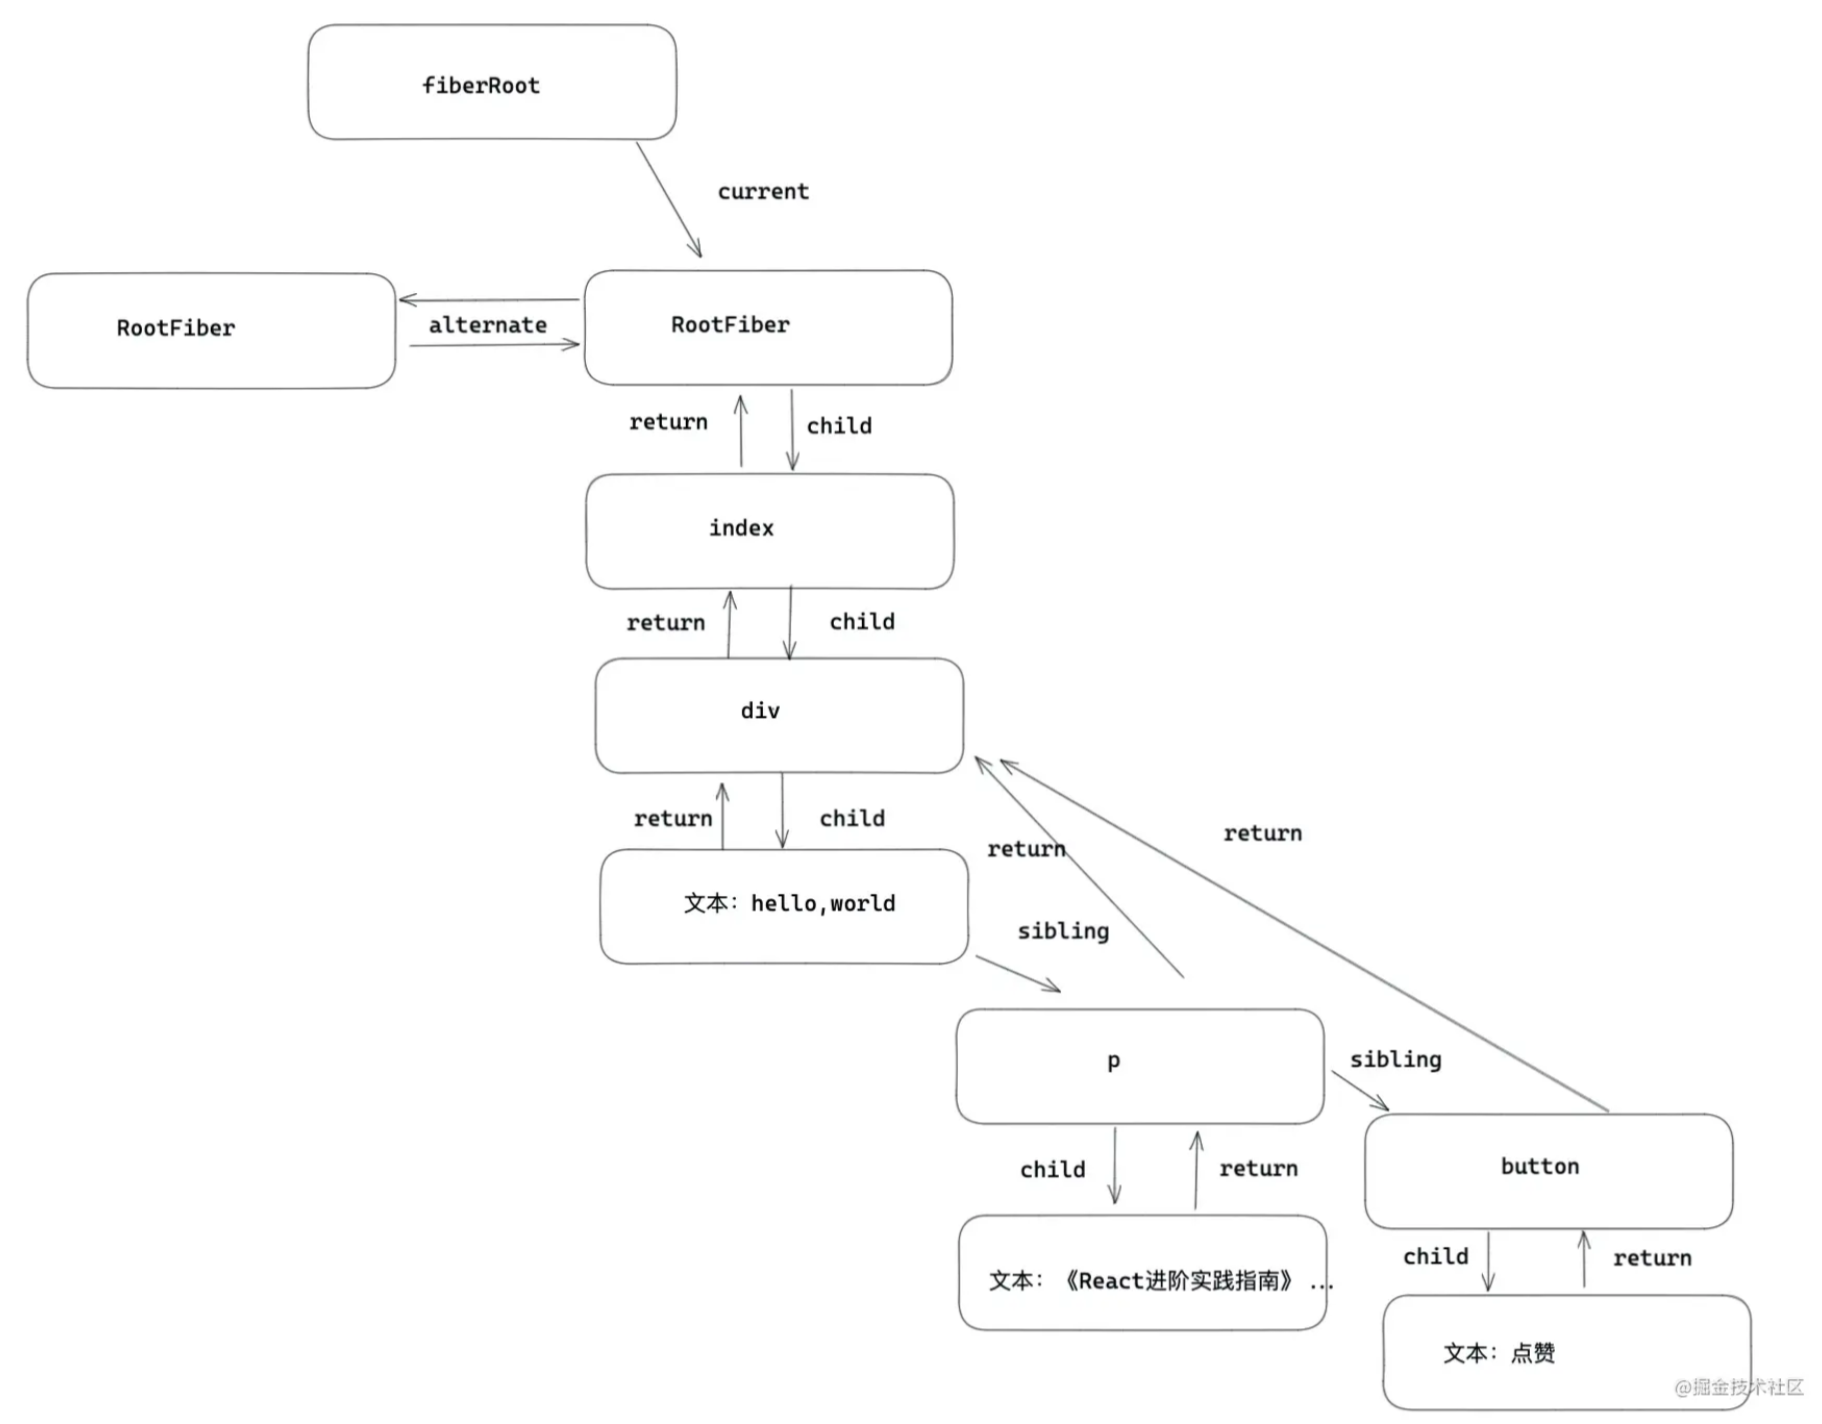 fiberRoot
current
RootFiber
alternate
RootFiber
return
child
index
return
child
div
return
child
return
return
文本：hello,world
sibling
p
sibling
child
return
button
文本：《React进阶实践指南》 ...
child
return
文本：点赞
@掘金技术社区